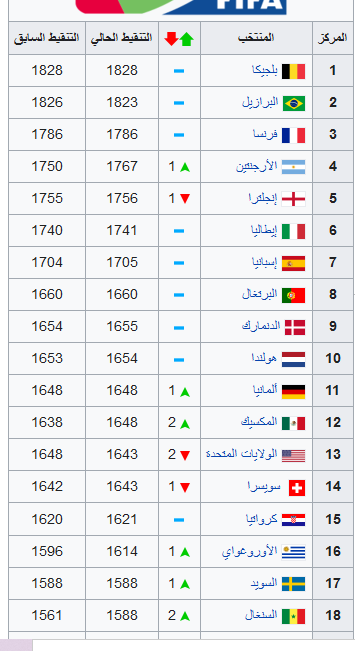 FIFA
المركز المنتخب التنقيط الحالي التنقيط السابق
1 بلجيكا 1828 1828
2 البرازيل 1823 1826
3 فرنسا 1786 1786
4 الأرجنتين 1 1767 1750
5 إنجلترا 1 1756 1755
6 إيطاليا 1741 1740
7 إسبانيا 1705 1704
8 البرتغال 1660 1660
9 الدنمارك 1655 1654
10 هولندا 1654 1653
11 ألمانيا 1 1648 1648
12 المكسيك 2 1648 1638
13 الولايات المتحدة 2 1643 1648
14 سويسرا 1 1643 1642
15 كرواتيا 1621 1620
16 الأوروغواي 1 1614 1596
17 السويد 1 1588 1588
18 السنغال 2 1588 1561